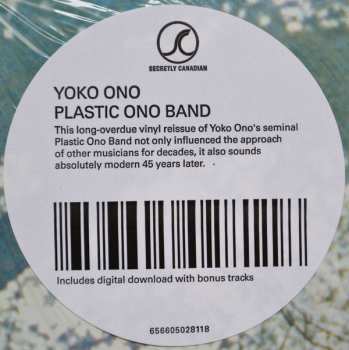 SECRETLY CANADIAN
YOKO ONO
PLASTIC ONO BAND
This long-overdue vinyl reissue of Yoko Ono's seminal
Plastic Ono Band not only influenced the approach
of other musicians for decades, it also sounds
absolutely modern 45 years later.
Includes digital download with bonus tracks
656605028118